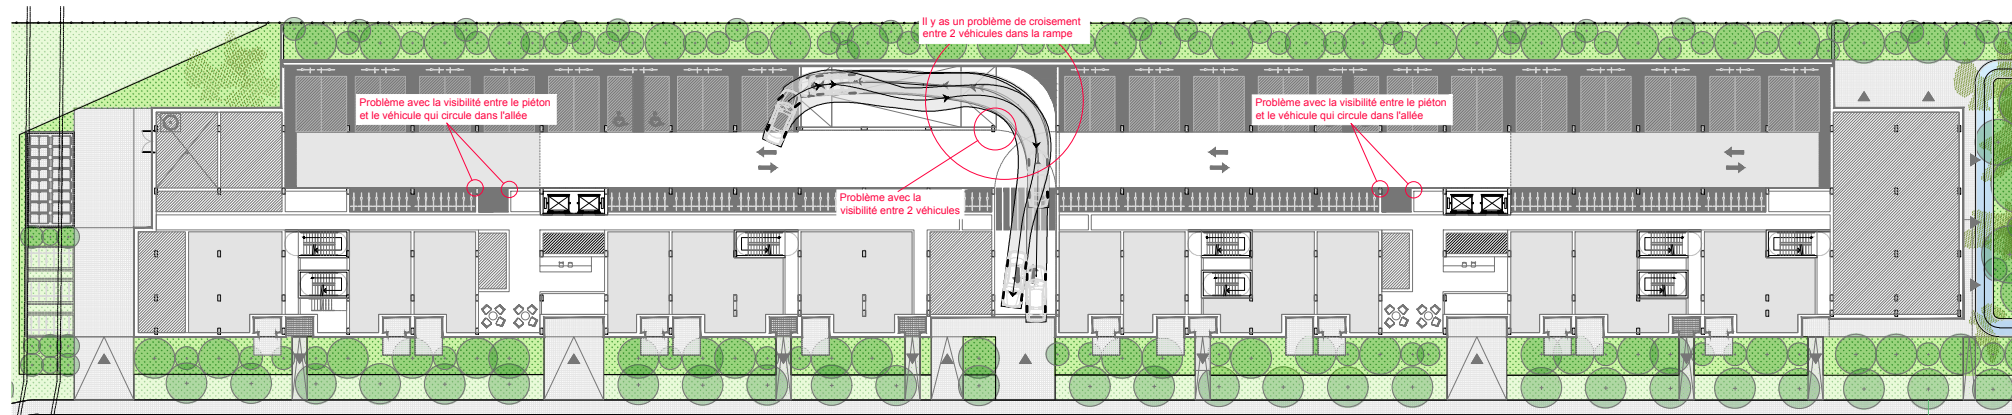 Il y as un problème de croisement
entre 2 véhicules dans la rampe
Problème avec la visibilité entre le piéton
et le véhicule qui circule dans l'allée
Problème avec la visibilité entre le piéton
et le véhicule qui circule dans l'allée
Problème avec la
visibilité entre 2 véhicules